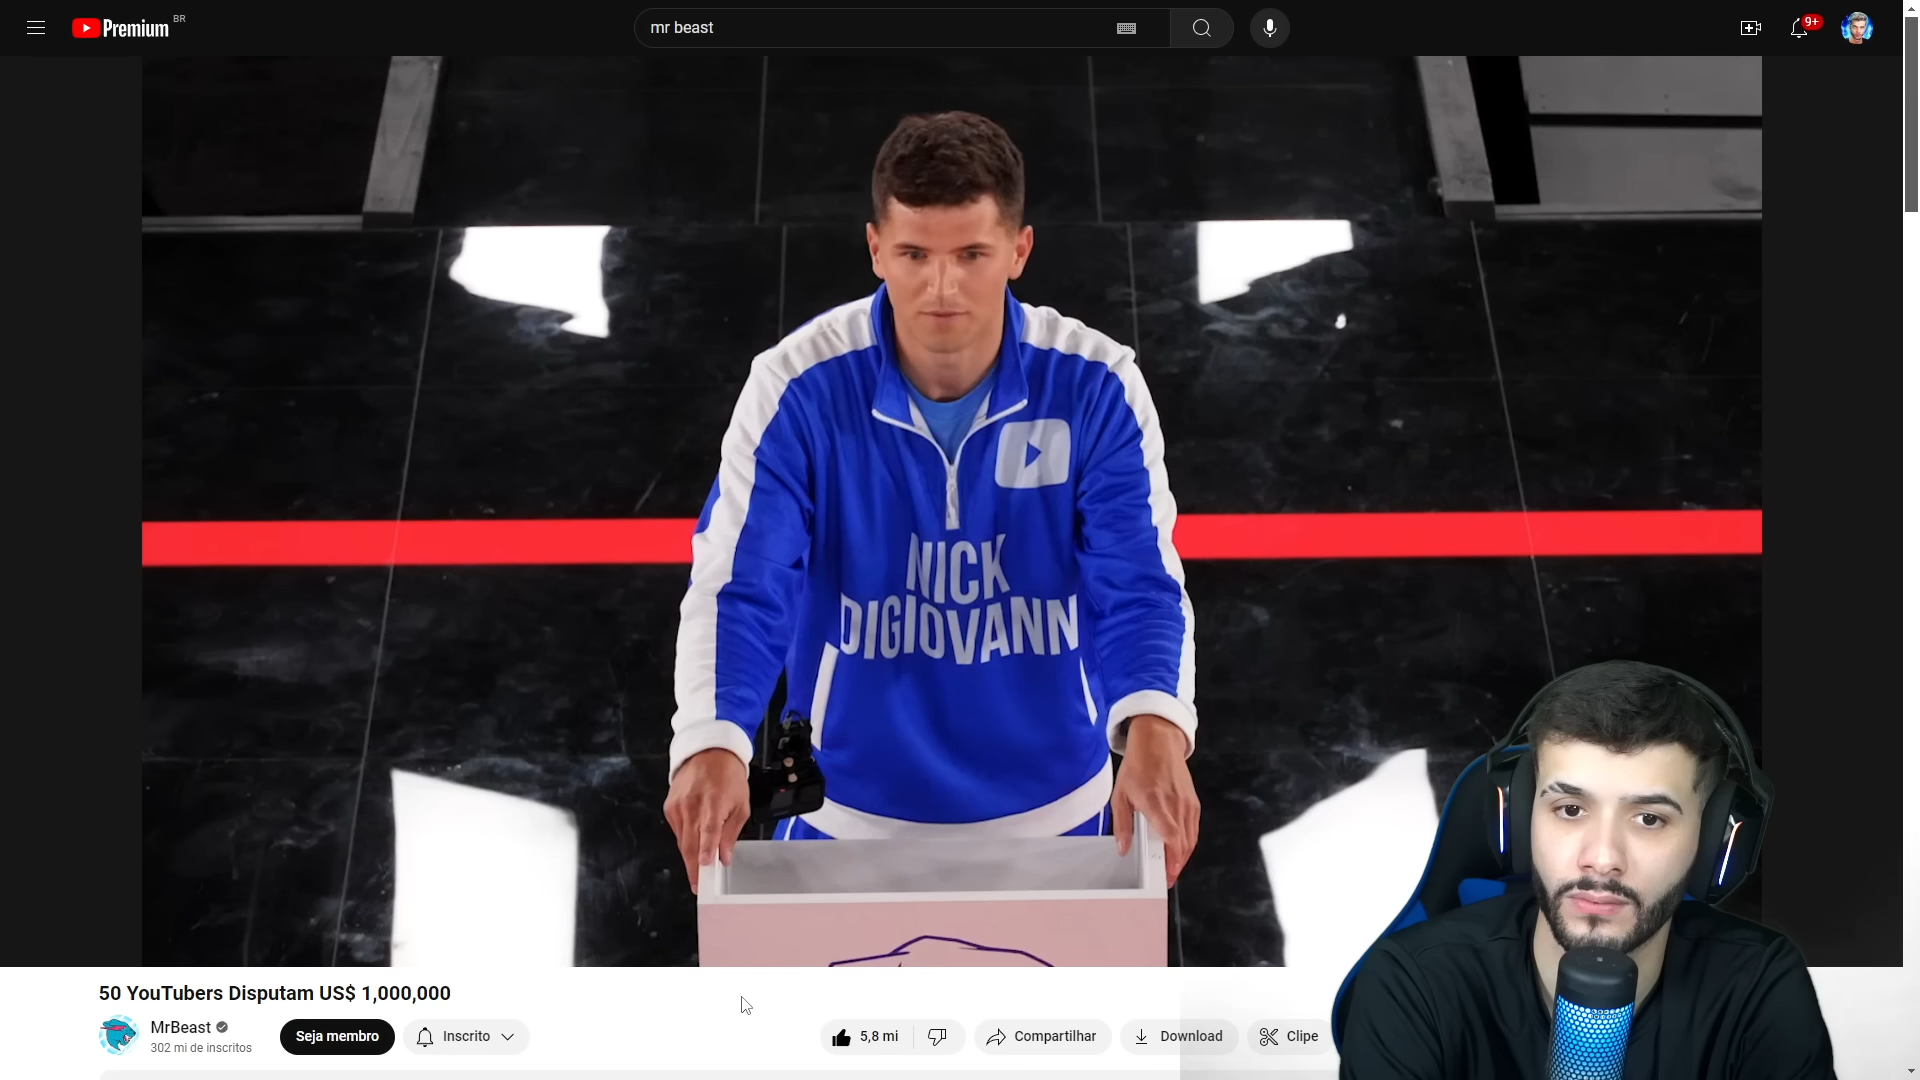 Premium BR
mr beast
9+
NICK
DIGIOVANN
50 YouTubers Disputam US$ 1,000,000
MrBeast
302 mi de inscritos
Seja membro
Inscrito
5,8 mi
Compartilhar
Download
Clipe